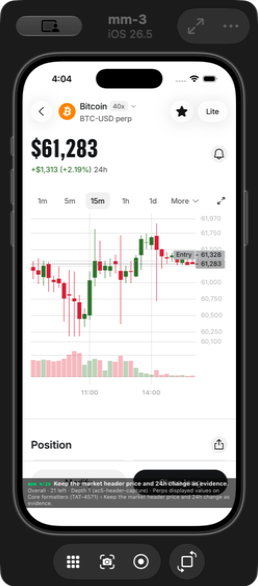 mm-3
iOS 26.5
4:04
Bitcoin 40x
BTC-USD perp
Lite
$61,283
+$1,313 (+2.19%) 24h
1m 5m 15m 1h 1d More
61,970
61,750
61,500
Entry 61,328
61,283
61,000
60,750
60,500
60,250
60,100
11:00 14:00
Position
Keep the market header price and 24h change as evidence.
Overall · 21 left · Depth 1 (ac5-header-capture) · Perps displayed values on
Core formatters (TAT-4571) › Keep the market header price and 24h change as
evidence.